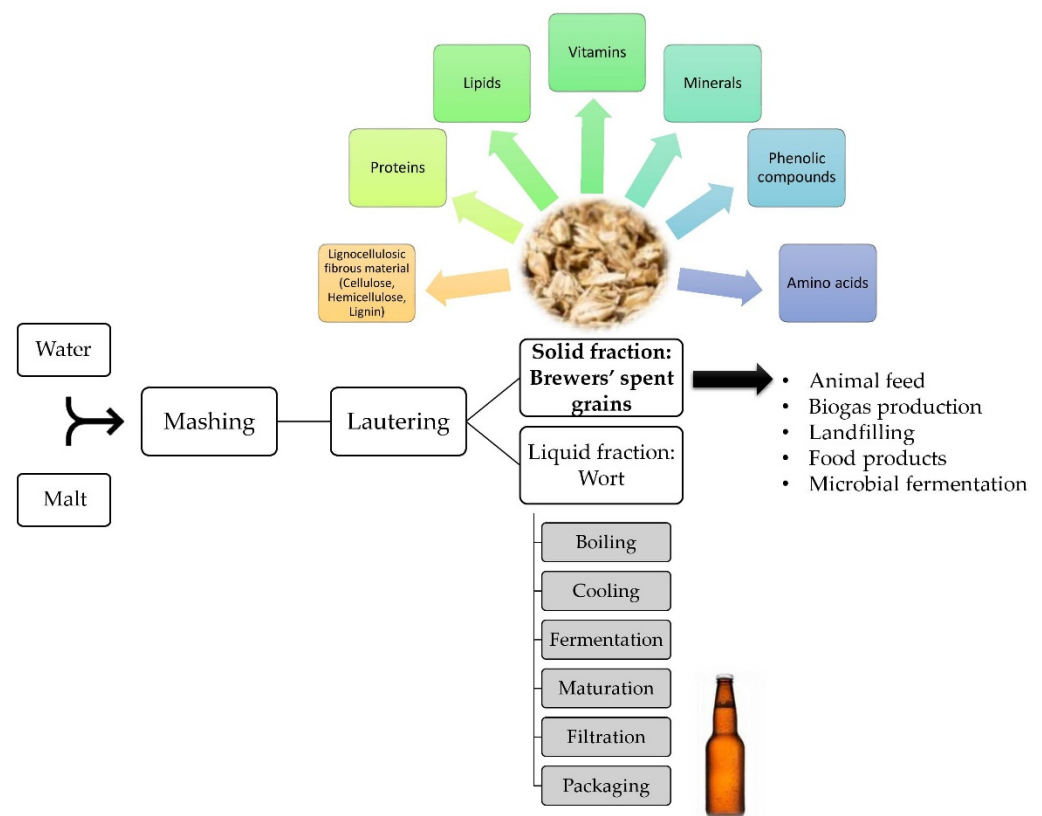 Vitamins
Lipids
Minerals
Proteins
Phenolic
compounds
Lignocellulosic
fibrous material
(Cellulose,
Hemicellulose,
Lignin)
Amino acids
Water
Malt
Mashing
Lautering
Solid fraction:
Brewers' spent
grains
Liquid fraction:
Wort
• Animal feed
• Biogas production
• Landfilling
• Food products
• Microbial fermentation
Boiling
Cooling
Fermentation
Maturation
Filtration
Packaging